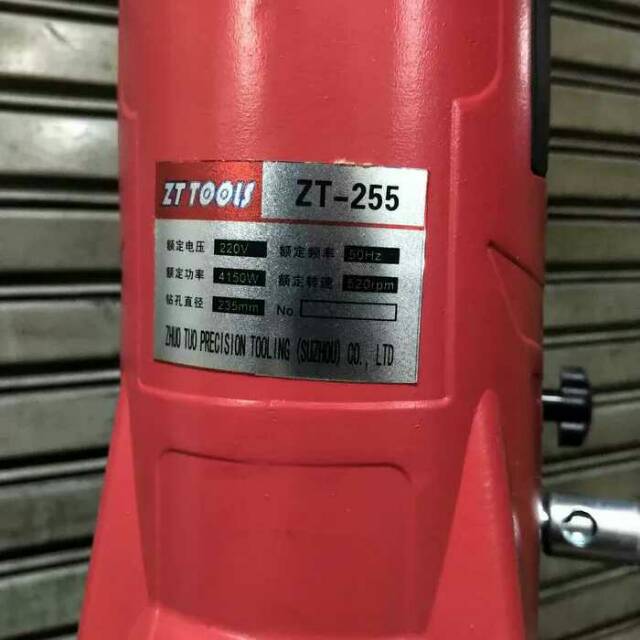 ZT TOOLS
ZT-255
额定电压 220V 额定频率 50Hz
额定功率 4150W 额定转速 620rpm
钻孔直径 235mm No
ZHUO TUO PRECISION TOOLING (SUZHOU) CO., LTD